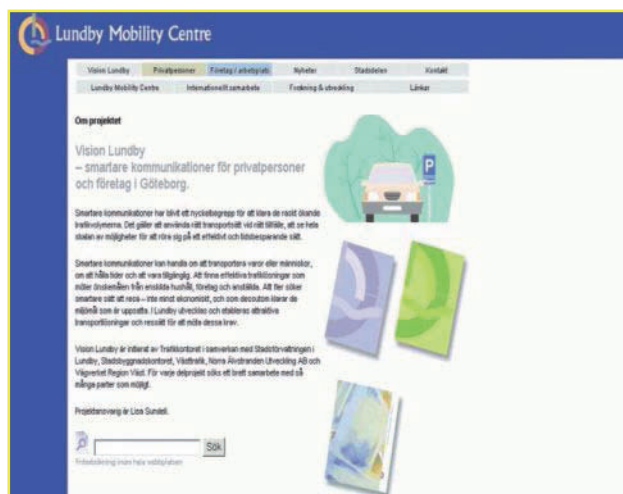 Lundby Mobility Centre
Vision Lundby Privatpersoner Företag / arbetsplats Nyheter Stadsdelen Kontakt
Lundby Mobility Centre Internationellt samarbete Forskning & utveckling Länkar
Om projektet
Vision Lundby
– smartare kommunikationer för privatpersoner
och företag i Göteborg.
Smartare kommunikationer har blivit ett nyckelbegrepp för att klara de raskt ökande
trafikvolymerna. Det gäller att använda rätt transportsätt vid rätt tillfälle, att se hela
skalan av möjligheter för att röra sig på ett effektivt och tidsbesparande sätt.
Smartare kommunikationer kan handla om att transportera varor eller människor,
om att hålla tider och att vara tillgänglig. Att finna effektiva trafiklösningar som
möter önskemålen från enskilda hushåll, företag och anställda. Allt fler söker
smartare sätt att resa – inte minst ekonomiskt, och som dessutom klarar de
miljömål som är uppsatta. I Lundby utvecklas och etableras attraktiva
transportlösningar och ressätt för att möta dessa krav.
Vision Lundby är initierat av Trafikkontoret i samverkan med Stadsförvaltningen i
Lundby, Stadsbyggnadskontoret, Västtrafik, Norra Älvstranden Utveckling AB och
Vägverket Region Väst. För varje delprojekt söks ett brett samarbete med så
många parter som möjligt.
Projektansvarig är Lisa Sundell.
P
Sök
Fritextsökning inom hela webbplatsen